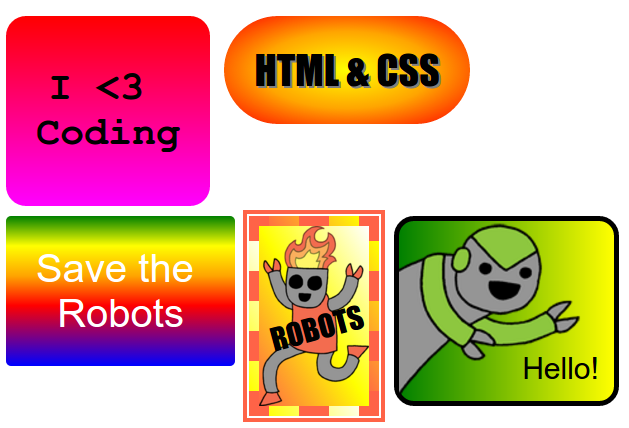 I <3
Coding
HTML & CSS
Save the
Robots
ROBOTS
Hello!